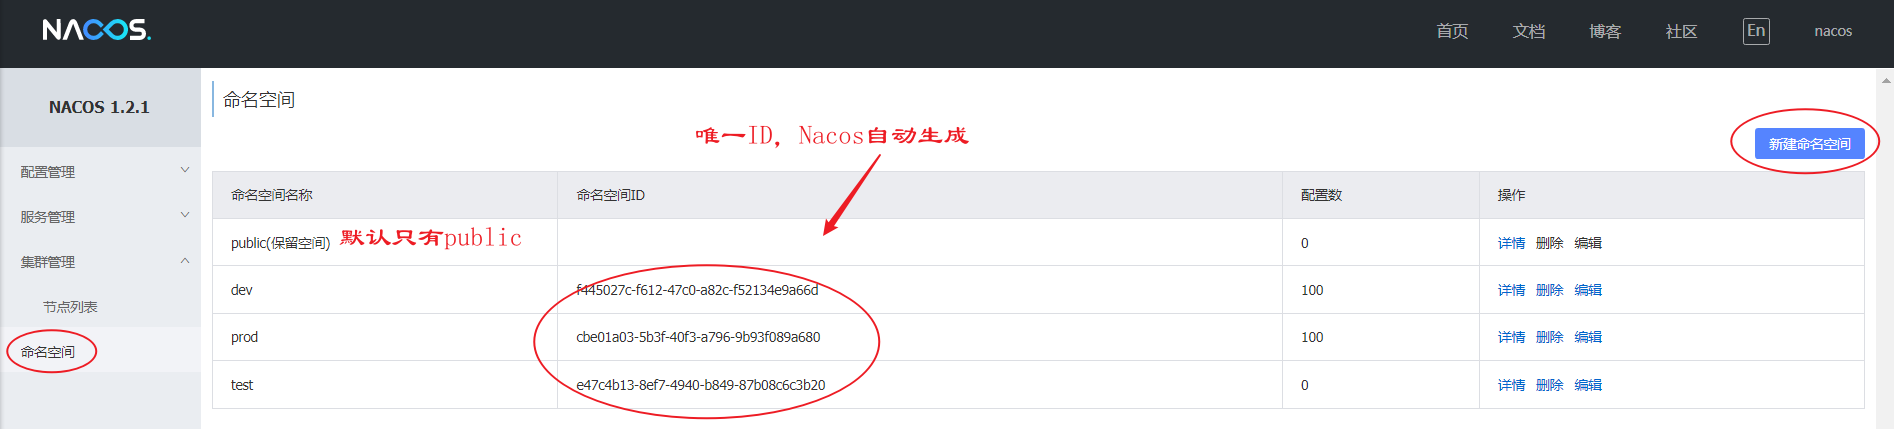 NACOS.
首页 文档 博客 社区 En nacos
NACOS 1.2.1
配置管理
服务管理
集群管理
节点列表
命名空间
命名空间
唯一ID，Nacos自动生成
新建命名空间
命名空间名称 命名空间ID 配置数 操作
public(保留空间) 默认只有public 0 详情 删除 编辑
dev f445027c-f612-47c0-a82c-f52134e9a66d 100 详情 删除 编辑
prod cbe01a03-5b3f-40f3-a796-9b93f089a680 100 详情 删除 编辑
test e47c4b13-8ef7-4940-b849-87b08c6c3b20 0 详情 删除 编辑